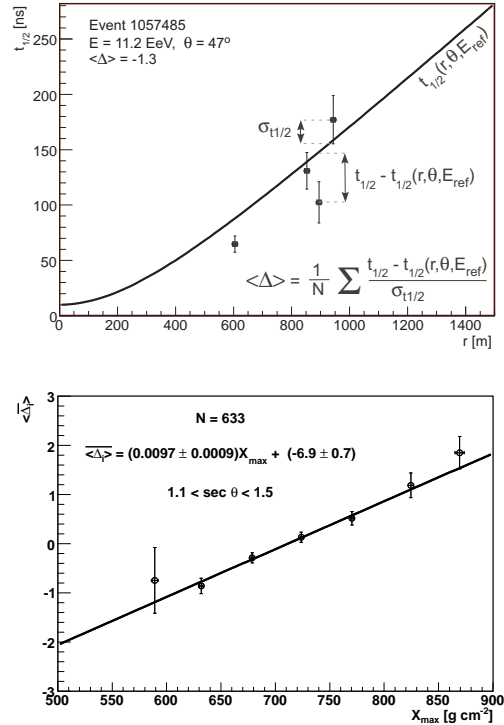 t1/2 [ns]
250
200
150
100
50
0
Event 1057485
E = 11.2 EeV, θ = 47°
<Δ> = -1.3
t1/2(r,θ,Eref)
σt1/2
t1/2 - t1/2(r,θ,Eref)
<Δ> = 1/N ∑ t1/2 - t1/2(r,θ,Eref) / σt1/2
0 200 400 600 800 1000 1200 1400
r [m]
<Δi>
3
2
1
0
-1
-2
-3
N = 633
<Δi> = (0.0097 ± 0.0009)Xmax + (-6.9 ± 0.7)
1.1 < sec θ < 1.5
500 550 600 650 700 750 800 850 900
Xmax [g cm-2]